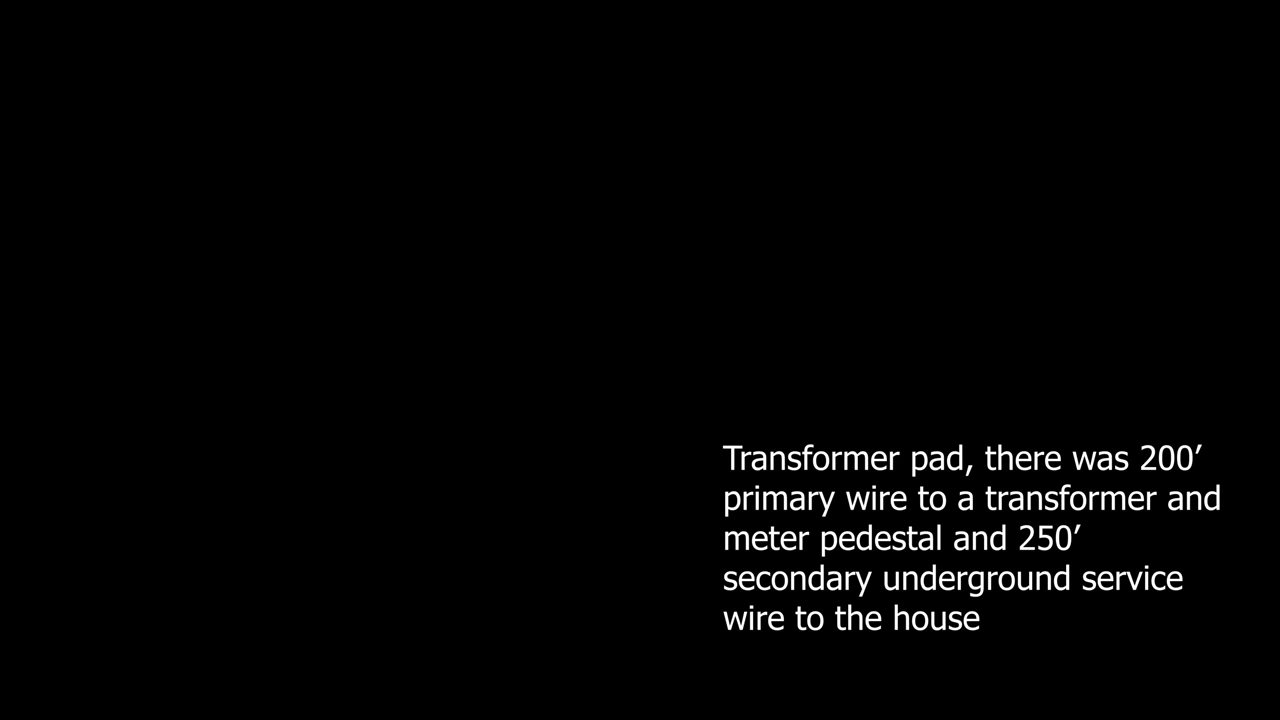 Transformer pad, there was 200’
primary wire to a transformer and
meter pedestal and 250’
secondary underground service
wire to the house